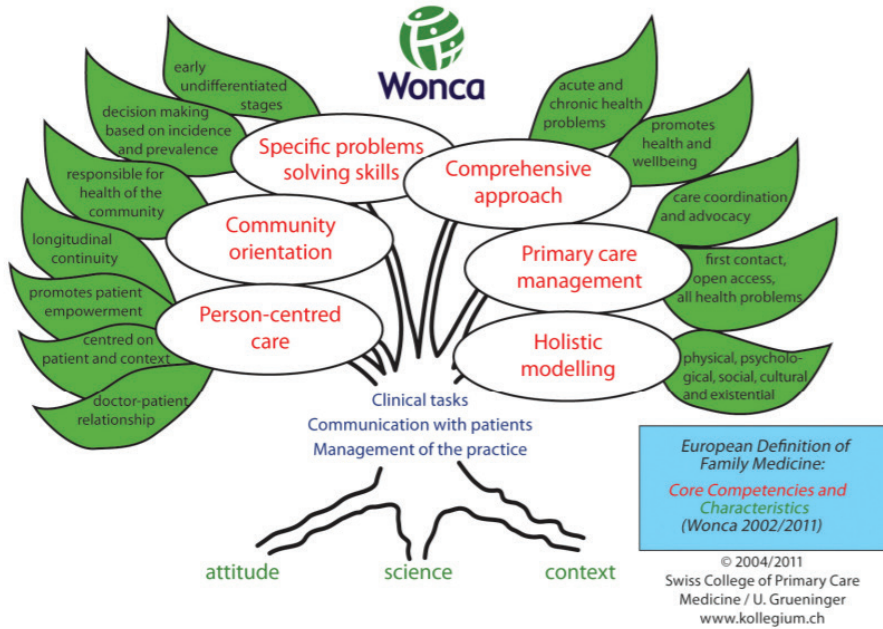 Wonca
early
undifferentiated
stages
decision making
based on incidence
and prevalence
responsible for
health of the
community
longitudinal
continuity
promotes patient
empowerment
centred on
patient and context
doctor-patient
relationship
Specific problems
solving skills
Community
orientation
Person-centred
care
Comprehensive
approach
Primary care
management
Holistic
modelling
acute and
chronic health
problems
promotes
health and
wellbeing
care coordination
and advocacy
first contact,
open access,
all health problems
physical, psycholo-
gical, social, cultural
and existential
Clinical tasks
Communication with patients
Management of the practice
attitude
science
context
European Definition of
Family Medicine:
Core Competencies and
Characteristics
(Wonca 2002/2011)
© 2004/2011
Swiss College of Primary Care
Medicine / U. Grueninger
www.kollegium.ch